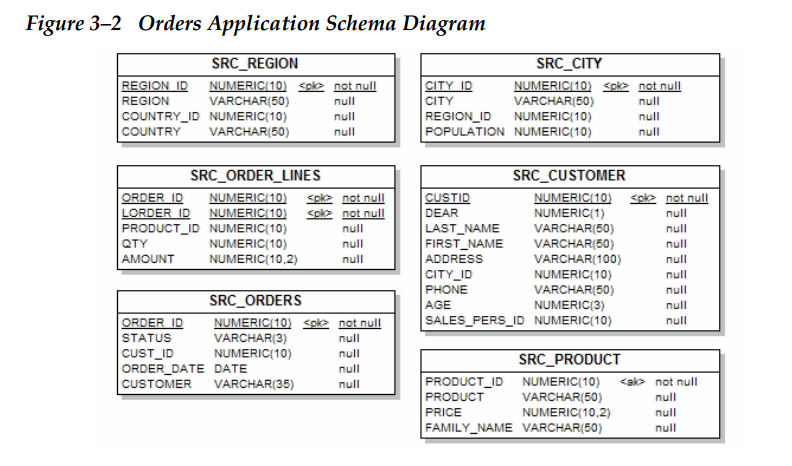 Figure 3–2 Orders Application Schema Diagram
SRC_REGION
REGION_ID NUMERIC(10) <pk> not null
REGION VARCHAR(50) null
COUNTRY_ID NUMERIC(10) null
COUNTRY VARCHAR(50) null
SRC_CITY
CITY_ID NUMERIC(10) <pk> not null
CITY VARCHAR(50) null
REGION_ID NUMERIC(10) null
POPULATION NUMERIC(10) null
SRC_ORDER_LINES
ORDER_ID NUMERIC(10) <pk> not null
LORDER_ID NUMERIC(10) <pk> not null
PRODUCT_ID NUMERIC(10) null
QTY NUMERIC(10) null
AMOUNT NUMERIC(10,2) null
SRC_CUSTOMER
CUSTID NUMERIC(10) <pk> not null
DEAR NUMERIC(1) null
LAST_NAME VARCHAR(50) null
FIRST_NAME VARCHAR(50) null
ADDRESS VARCHAR(100) null
CITY_ID NUMERIC(10) null
PHONE VARCHAR(50) null
AGE NUMERIC(3) null
SALES_PERS_ID NUMERIC(10) null
SRC_ORDERS
ORDER_ID NUMERIC(10) <pk> not null
STATUS VARCHAR(3) null
CUST_ID NUMERIC(10) null
ORDER_DATE DATE null
CUSTOMER VARCHAR(35) null
SRC_PRODUCT
PRODUCT_ID NUMERIC(10) <ak> not null
PRODUCT VARCHAR(50) null
PRICE NUMERIC(10,2) null
FAMILY_NAME VARCHAR(50) null